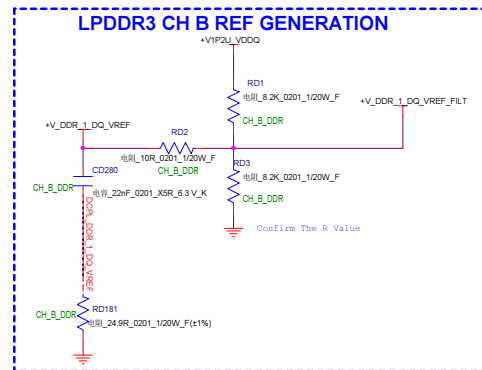 LPDDR3 CH B REF GENERATION
+V1P2U_VDDQ
RD1
电阻_8.2K_0201_1/20W_F
CH_B_DDR
+V_DDR_1_DQ_VREF_FILT
+V_DDR_1_DQ_VREF
RD2
电阻_10R_0201_1/20W_F
CH_B_DDR
RD3
电阻_8.2K_0201_1/20W_F
CH_B_DDR
CD280
CH_B_DDR
电容_22nF_0201_X5R_6.3 V_K
DCPL_DDR_1_DQ_VREF
Confirm The R Value
RD181
CH_B_DDR
电阻_24.9R_0201_1/20W_F(±1%)